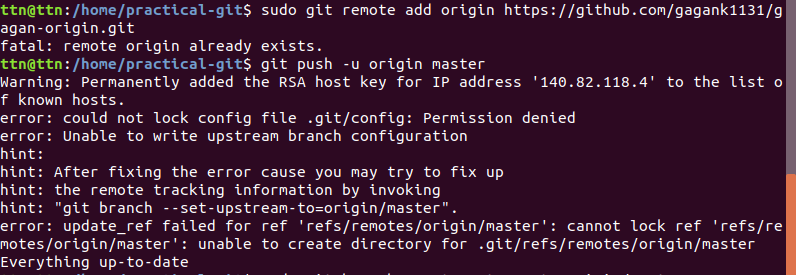 ttn@ttn:/home/practical-git$ sudo git remote add origin https://github.com/gagank1131/g
agan-origin.git
fatal: remote origin already exists.
ttn@ttn:/home/practical-git$ git push -u origin master
Warning: Permanently added the RSA host key for IP address '140.82.118.4' to the list o
f known hosts.
error: could not lock config file .git/config: Permission denied
error: Unable to write upstream branch configuration
hint:
hint: After fixing the error cause you may try to fix up
hint: the remote tracking information by invoking
hint: "git branch --set-upstream-to=origin/master".
error: update_ref failed for ref 'refs/remotes/origin/master': cannot lock ref 'refs/re
motes/origin/master': unable to create directory for .git/refs/remotes/origin/master
Everything up-to-date